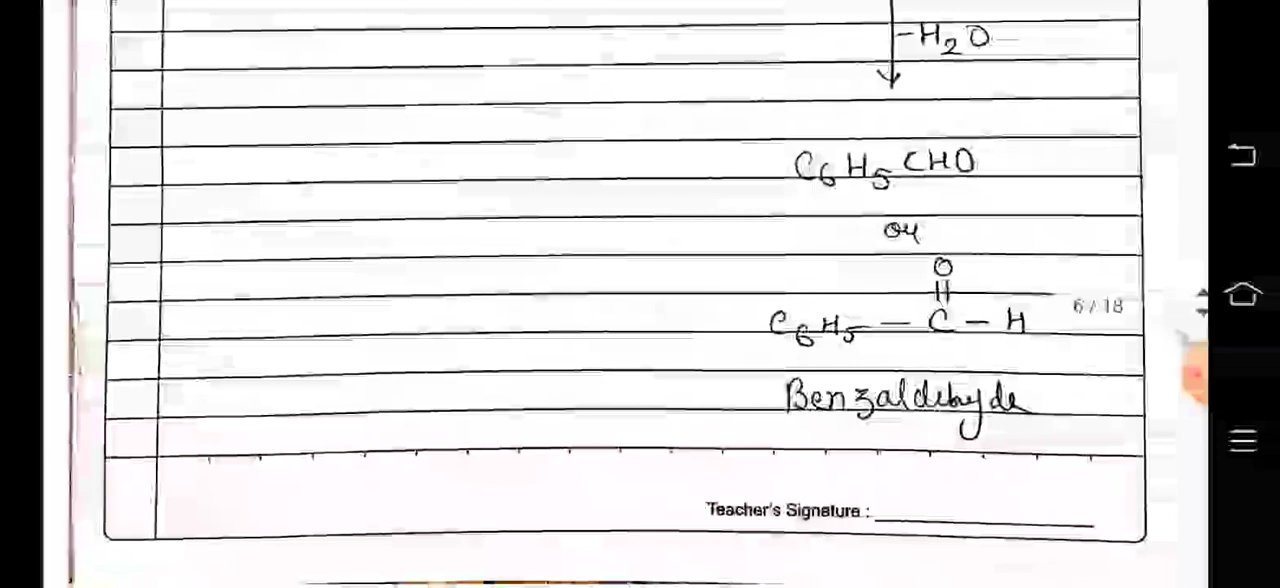 -H2O
C6H5CHO
or
O
||
C6H5 — C — H
6 / 18
Benzaldehyde
Teacher's Signature :